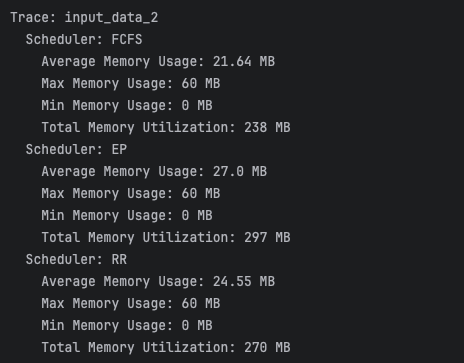 Trace: input_data_2
Scheduler: FCFS
Average Memory Usage: 21.64 MB
Max Memory Usage: 60 MB
Min Memory Usage: 0 MB
Total Memory Utilization: 238 MB
Scheduler: EP
Average Memory Usage: 27.0 MB
Max Memory Usage: 60 MB
Min Memory Usage: 0 MB
Total Memory Utilization: 297 MB
Scheduler: RR
Average Memory Usage: 24.55 MB
Max Memory Usage: 60 MB
Min Memory Usage: 0 MB
Total Memory Utilization: 270 MB